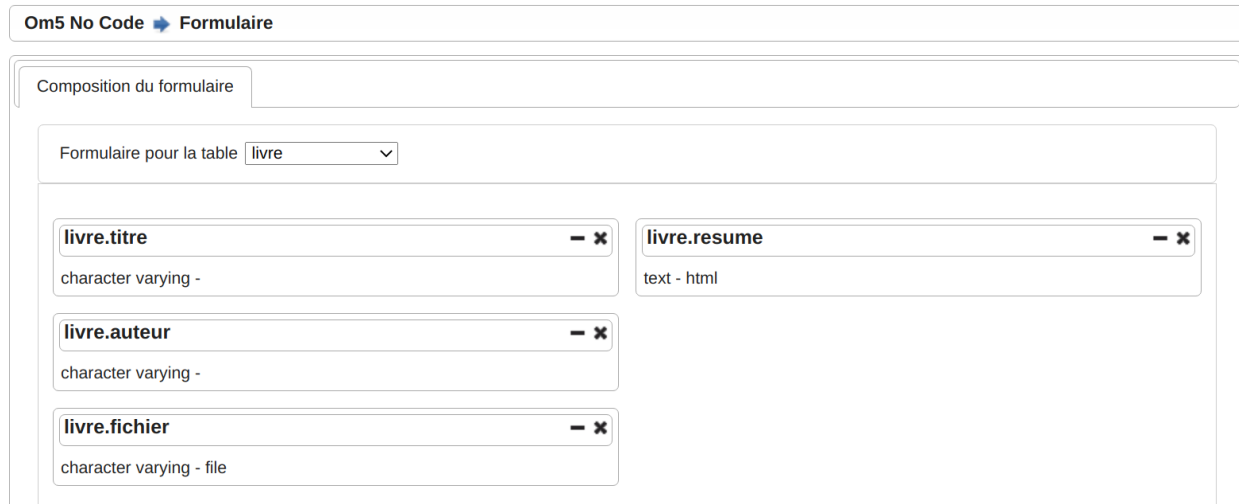 Om5 No Code Formulaire
Composition du formulaire
Formulaire pour la table livre
livre.titre
character varying -
livre.auteur
character varying -
livre.fichier
character varying - file
livre.resume
text - html